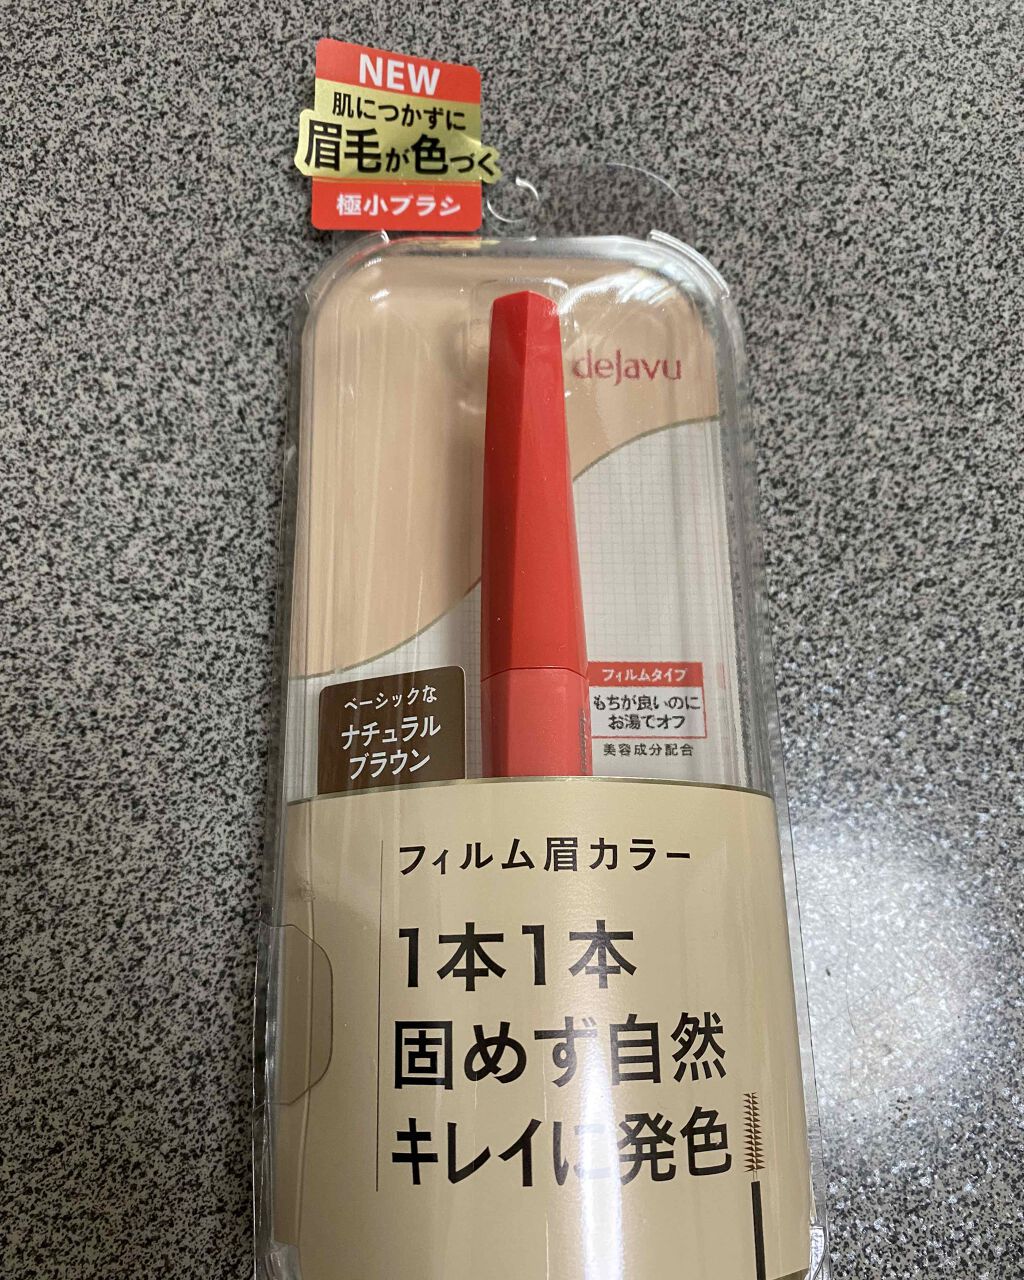 NEW
肌につかずに
眉毛が色づく
極小ブラシ
dejavu
フィルムタイプ
もちが良いのに
お湯でオフ
美容成分配合
ベーシックな
ナチュラル
ブラウン
フィルム眉カラー
1本1本
固めず自然
キレイに発色